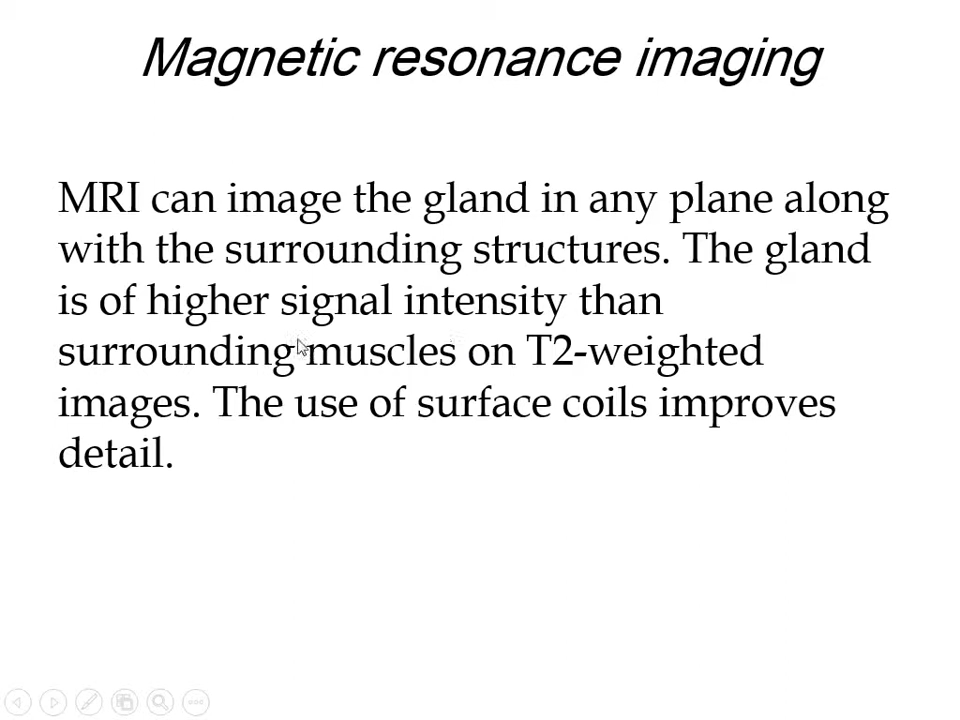 Magnetic resonance imaging
MRI can image the gland in any plane along
with the surrounding structures. The gland
is of higher signal intensity than
surrounding muscles on T2-weighted
images. The use of surface coils improves
detail.